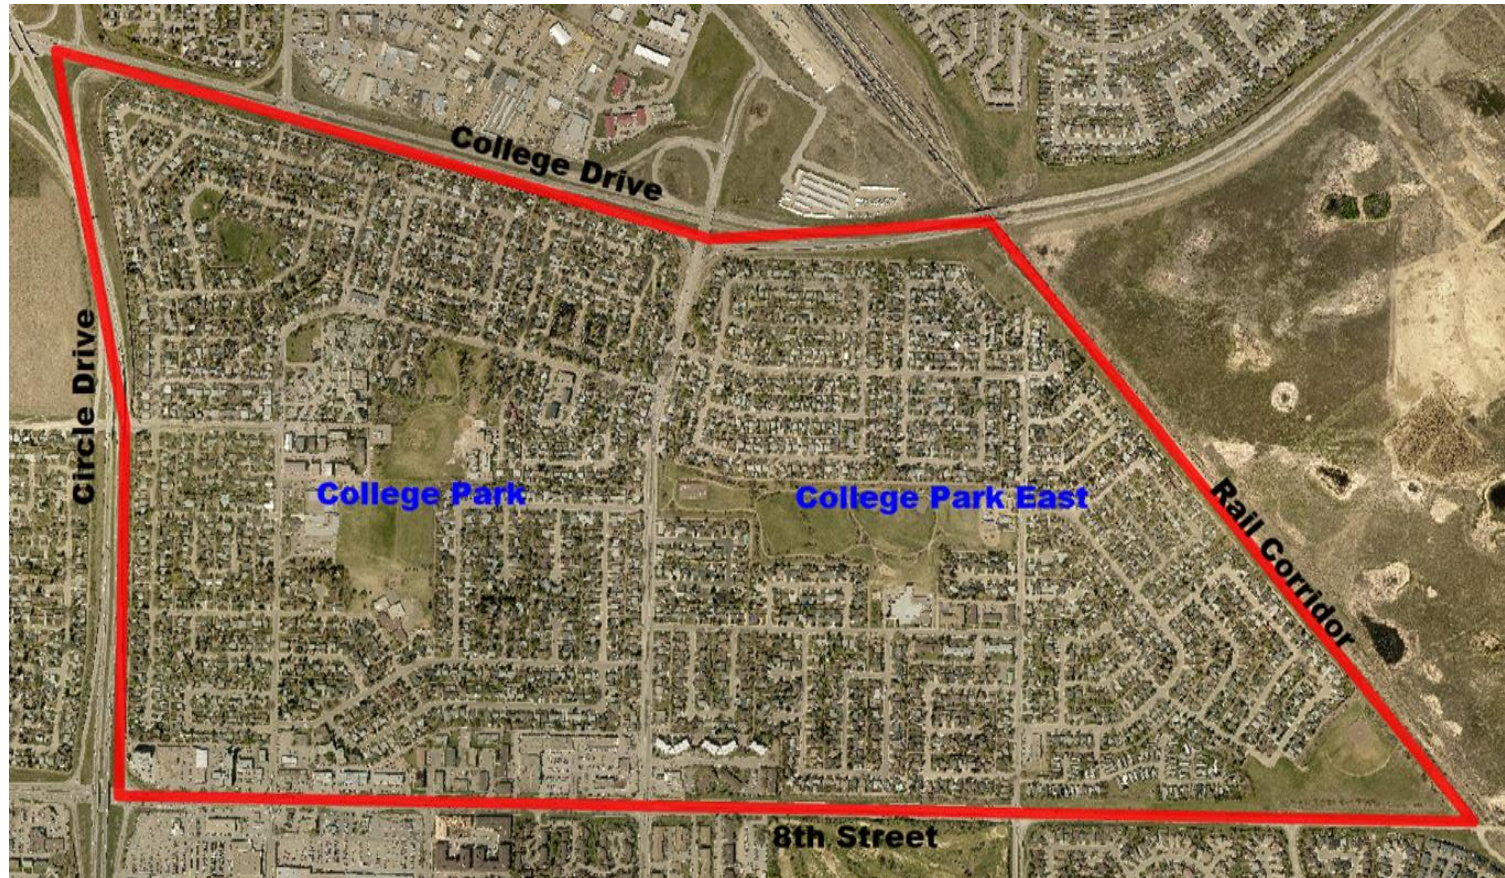 College Drive
Circle Drive
College Park
College Park East
Rail Corridor
8th Street